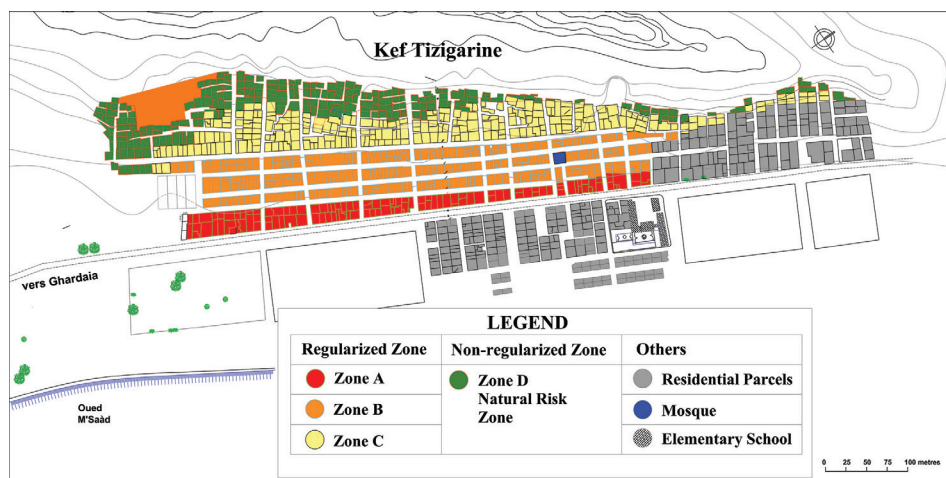 Kef Tizigarine
vers Ghardaia
Oued
M'Saàd
LEGEND
Regularized Zone
Non-regularized Zone
Others
Zone A
Zone D
Natural Risk
Zone
Residential Parcels
Zone B
Mosque
Zone C
Elementary School
0 25 50 75 100 metres